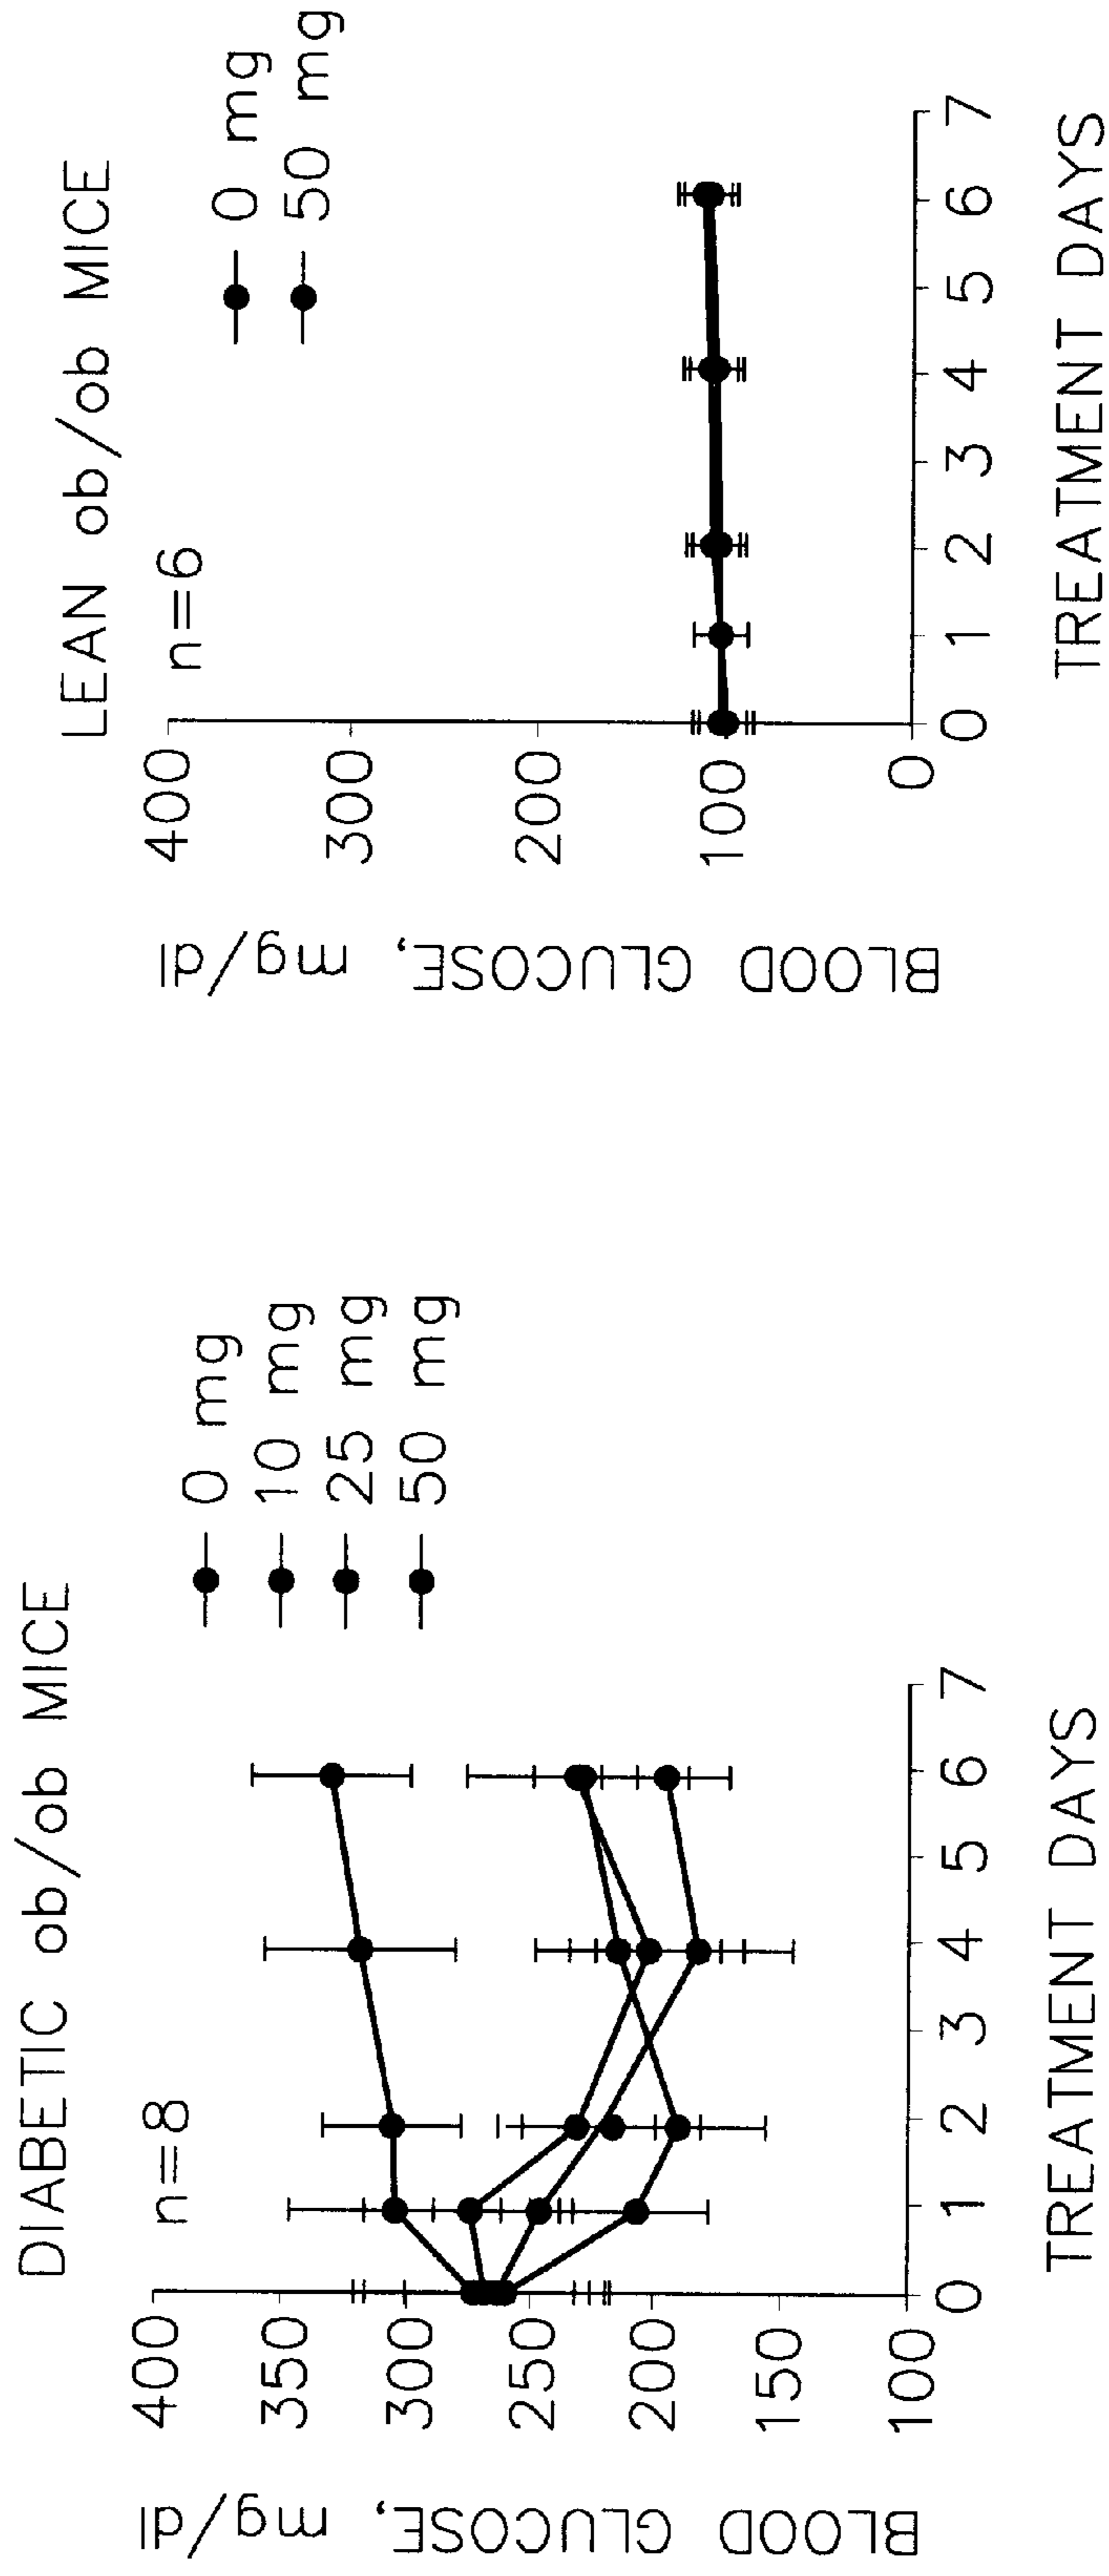 DIABETIC ob/ob MICE
n=8
0 mg
10 mg
25 mg
50 mg
400
350
300
250
200
150
100
BLOOD GLUCOSE, mg/dl
0 1 2 3 4 5 6 7
TREATMENT DAYS
LEAN ob/ob MICE
n=6
0 mg
50 mg
400
300
200
100
0
BLOOD GLUCOSE, mg/dl
0 1 2 3 4 5 6 7
TREATMENT DAYS